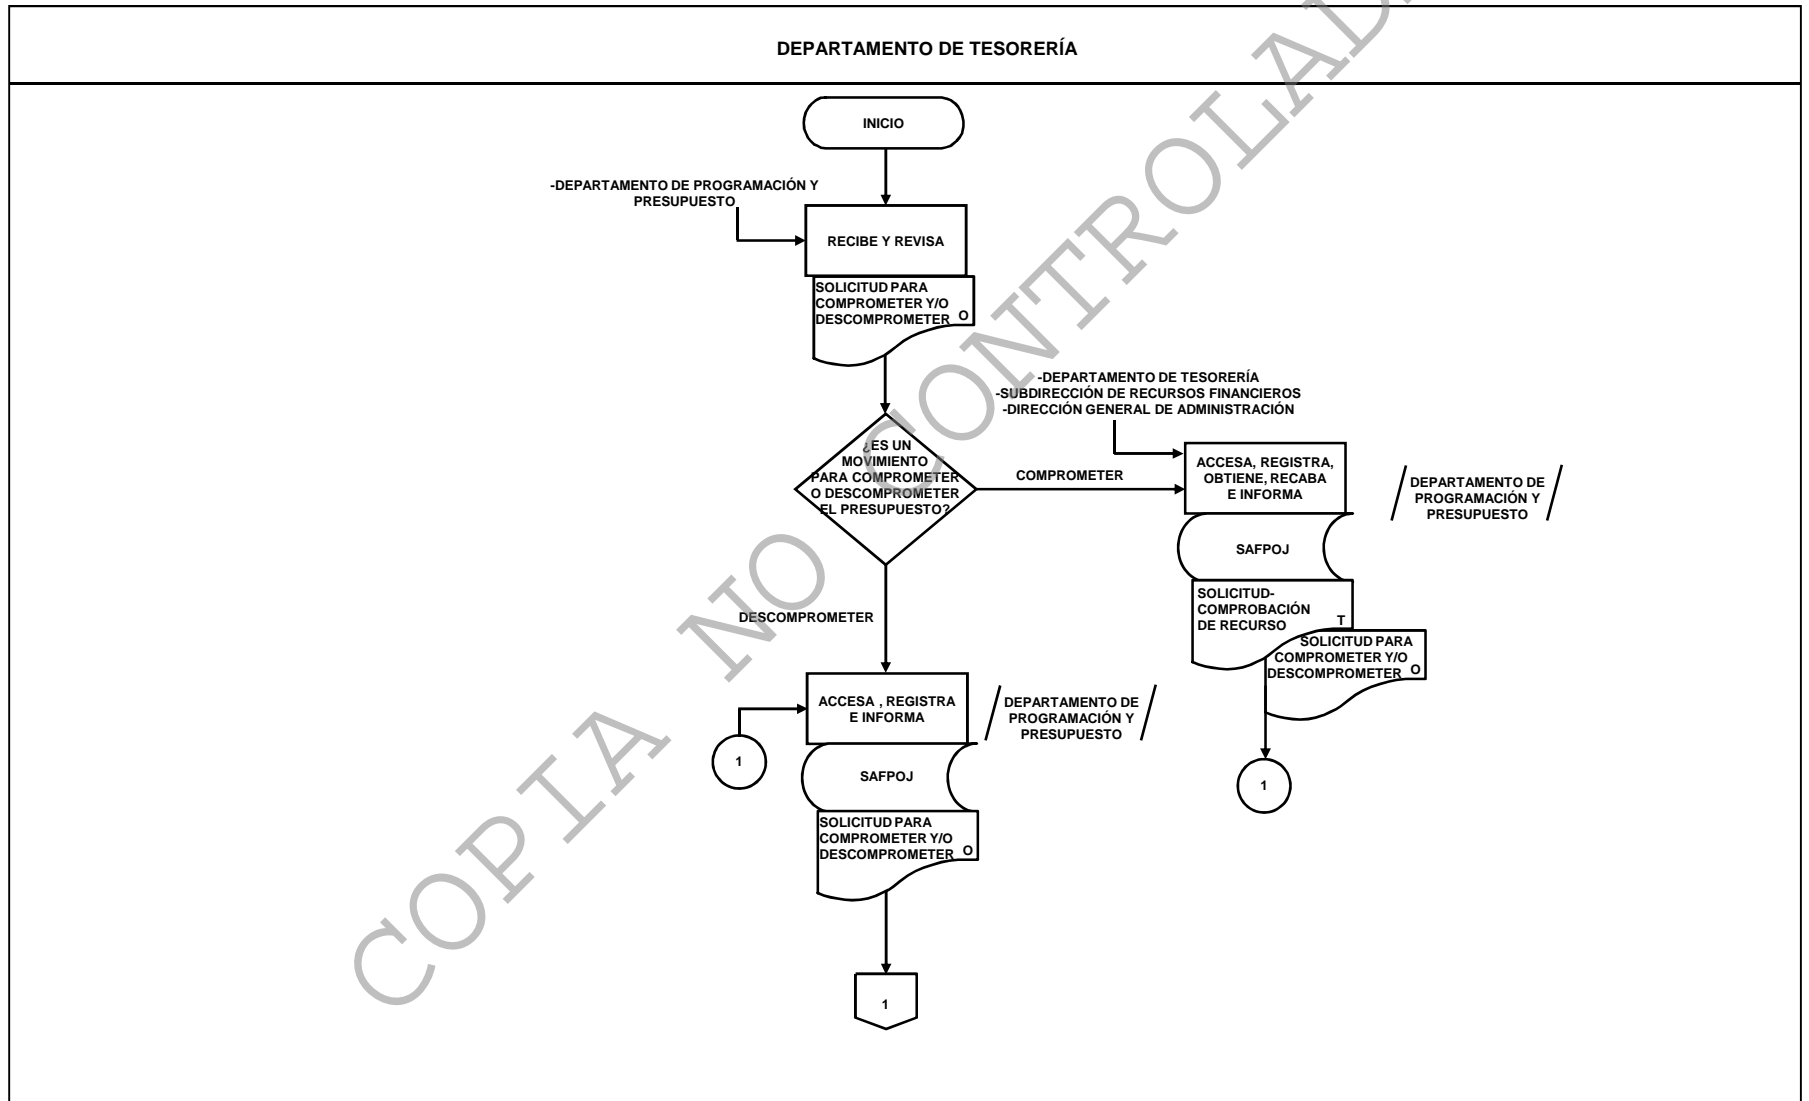 DEPARTAMENTO DE TESORERÍA
INICIO
-DEPARTAMENTO DE PROGRAMACIÓN Y
PRESUPUESTO
RECIBE Y REVISA
SOLICITUD PARA
COMPROMETER Y/O
DESCOMPROMETER O
¿ES UN
MOVIMIENTO
PARA COMPROMETER
O DESCOMPROMETER
EL PRESUPUESTO?
COMPROMETER
-DEPARTAMENTO DE TESORERÍA
-SUBDIRECCIÓN DE RECURSOS FINANCIEROS
-DIRECCIÓN GENERAL DE ADMINISTRACIÓN
ACCESA, REGISTRA,
OBTIENE, RECABA
E INFORMA
DEPARTAMENTO DE
PROGRAMACIÓN Y
PRESUPUESTO
SAFPOJ
SOLICITUD-
COMPROBACIÓN
DE RECURSO T
SOLICITUD PARA
COMPROMETER Y/O
DESCOMPROMETER O
1
DESCOMPROMETER
ACCESA , REGISTRA
E INFORMA
DEPARTAMENTO DE
PROGRAMACIÓN Y
PRESUPUESTO
1
SAFPOJ
SOLICITUD PARA
COMPROMETER Y/O
DESCOMPROMETER O
1
COPIA NO CONTROLAD